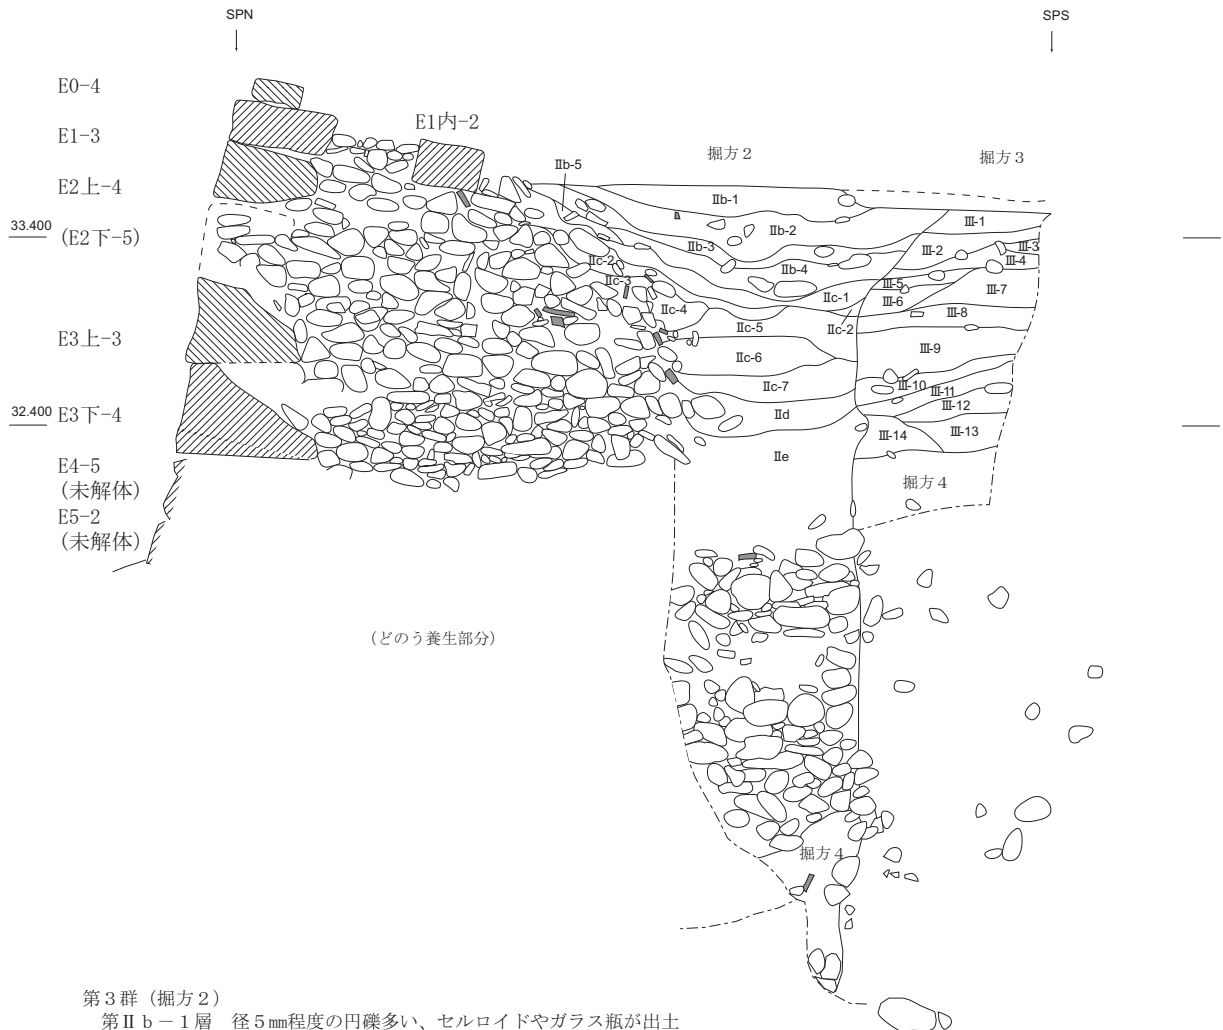 SPN
SPS
E0-4
E1-3
E1内-2
掘方２
掘方３
Ⅱb-5
E2上-4
Ⅱb-1
33.400
(E2下-5)
Ⅱb-2
Ⅲ-1
Ⅱb-3
Ⅲ-2
Ⅲ-3
Ⅱc-2
Ⅱb-4
Ⅲ-4
Ⅱc-3
Ⅲ-5
Ⅲ-7
Ⅱc-1
Ⅲ-6
Ⅱc-4
Ⅲ-8
Ⅱc-5
Ⅱc-2
E3上-3
Ⅱc-6
Ⅲ-9
Ⅱc-7
Ⅲ-10
Ⅲ-11
32.400
E3下-4
Ⅱd
Ⅲ-12
Ⅲ-14
Ⅲ-13
Ⅱe
E4-5
(未解体)
掘方４
E5-2
(未解体)
（どのう養生部分）
掘方４
第３群（掘方２）
第Ⅱｂ－１層　径５㎜程度の円礫多い、セルロイドやガラス瓶が出土